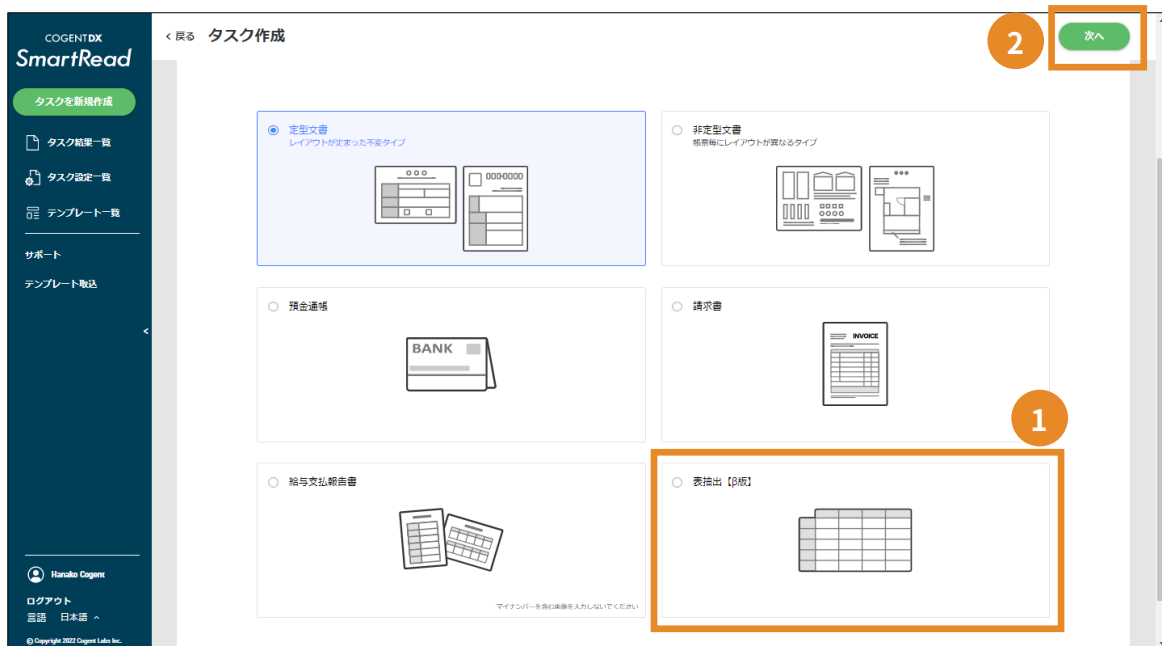 COGENT DX
SmartRead
タスクを新規作成
タスク結果一覧
タスク設定一覧
テンプレート一覧
サポート
テンプレート取込
<
Hanako Cogent
ログアウト
言語 日本語
© Copyright 2022 Cogent Labs Inc.
< 戻る タスク作成
2
次へ
定型文書
レイアウトが定まった不変タイプ
000-0000
非定型文書
帳票毎にレイアウトが異なるタイプ
預金通帳
BANK
請求書
INVOICE
1
給与支払報告書
マイナンバーを含む画像を入力しないでください
表抽出【β版】